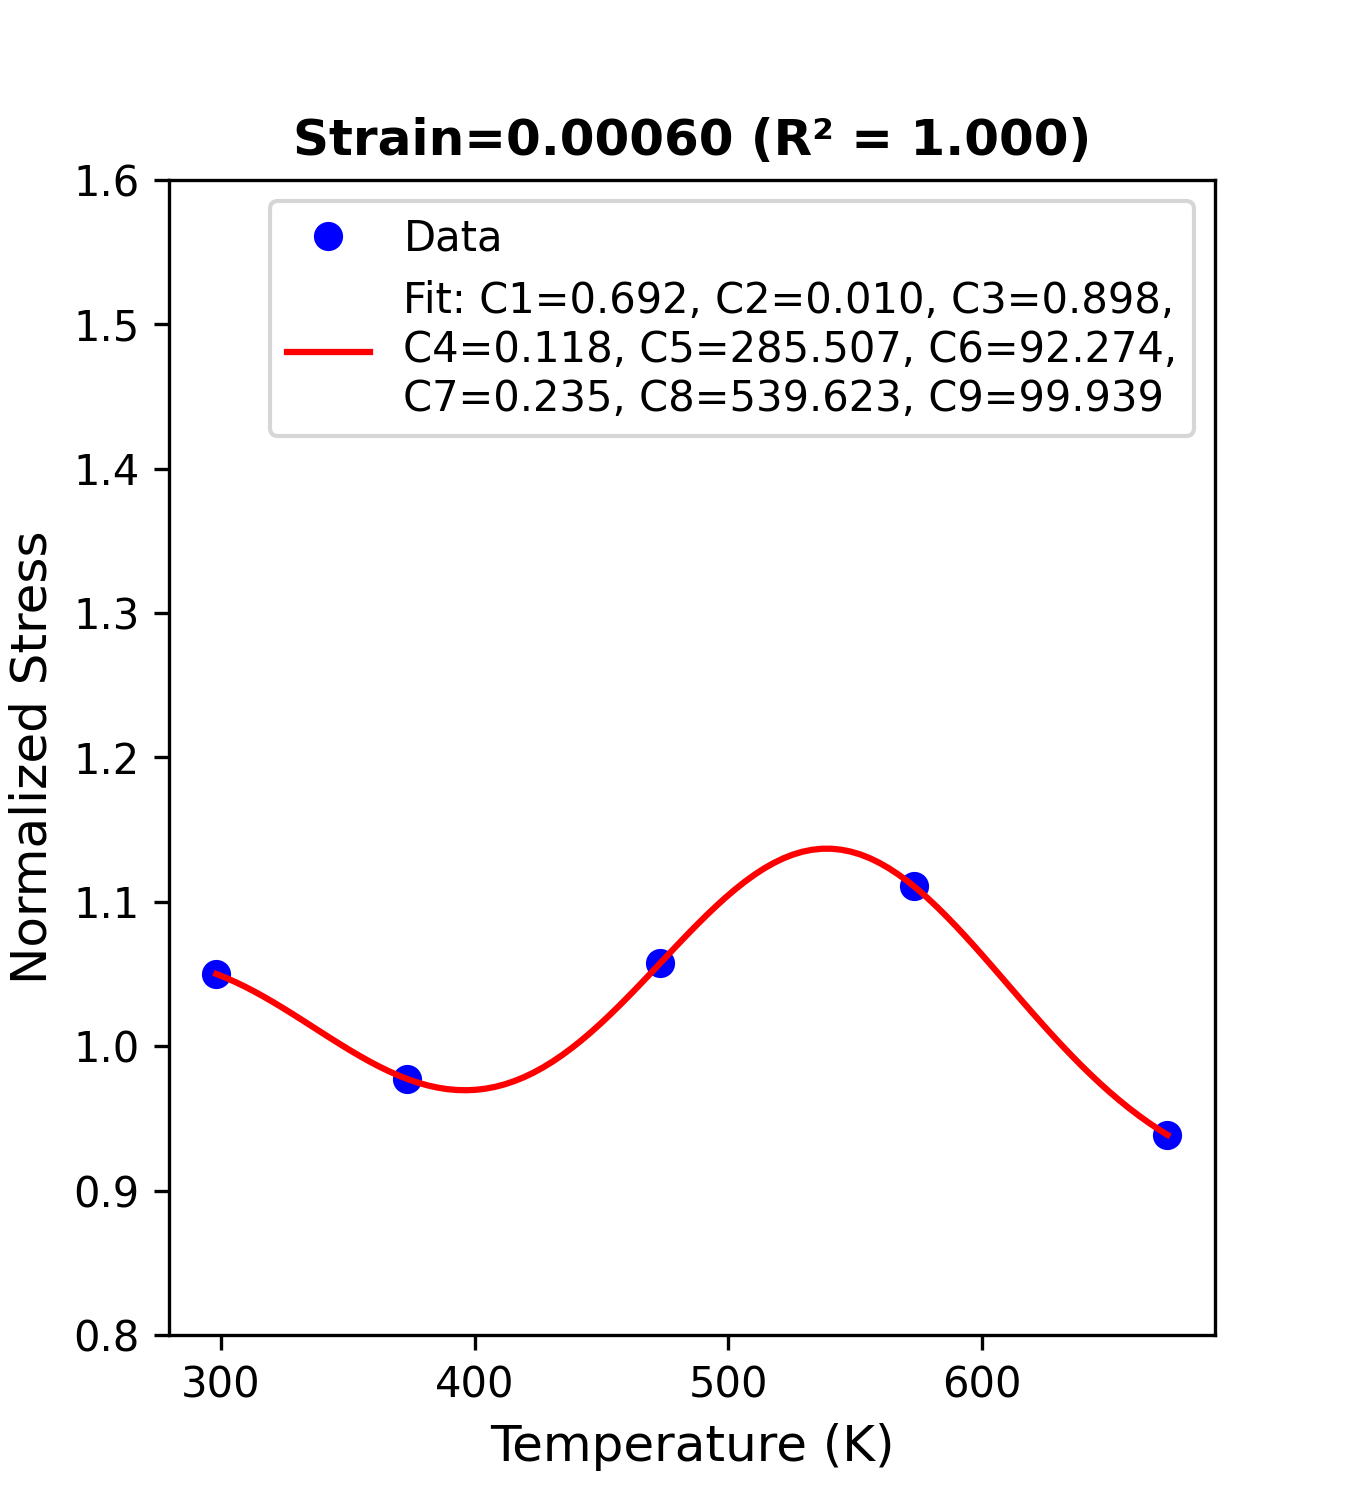 Strain=0.00060 (R² = 1.000)
1.6
1.5
1.4
1.3
1.2
1.1
1.0
0.9
0.8
Normalized Stress
Data
Fit: C1=0.692, C2=0.010, C3=0.898,
C4=0.118, C5=285.507, C6=92.274,
C7=0.235, C8=539.623, C9=99.939
300 400 500 600
Temperature (K)